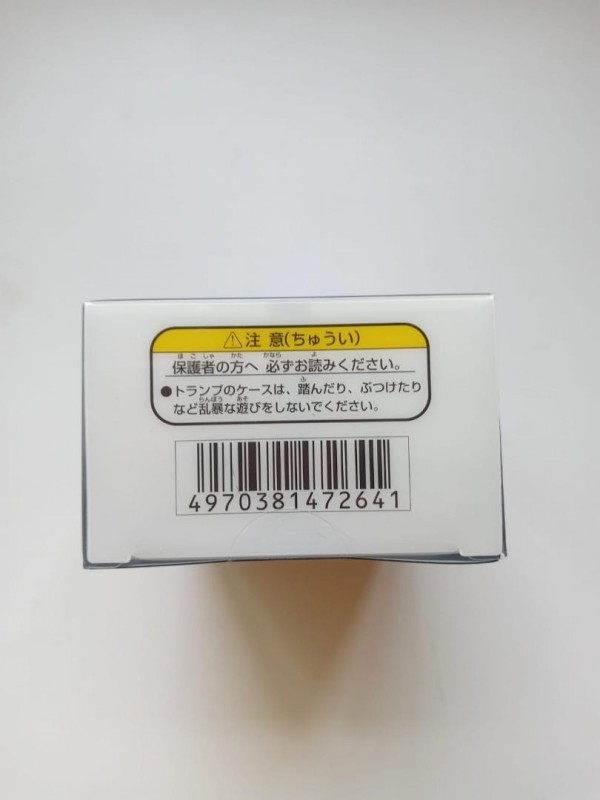 ⚠注 意(ちゅうい)
保護者の方へ 必ずお読みください。
●トランプのケースは、踏んだり、ぶつけたり
など乱暴な遊びをしないでください。
4970381472641